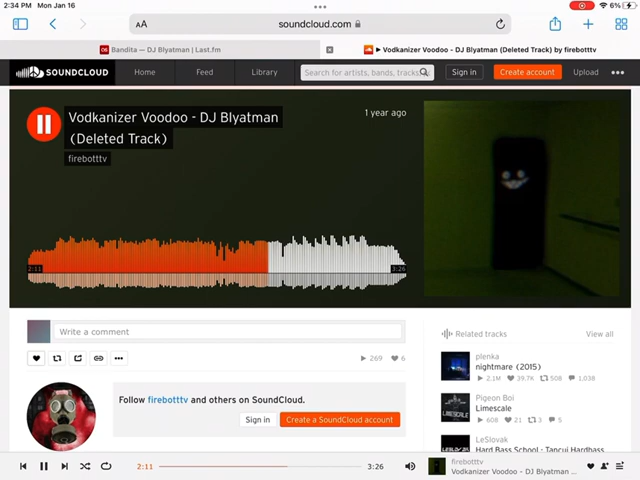 2:34 PM Mon Jan 16
6%
AA
soundcloud.com
Bandita — DJ Blyatman | Last.fm
Vodkanizer Voodoo - DJ Blyatman (Deleted Track) by firebotttv
SOUNDCLOUD
Home
Feed
Library
Search for artists, bands, tracks,
Sign in
Create account
Upload
Vodkanizer Voodoo - DJ Blyatman
(Deleted Track)
firebotttv
1 year ago
2:11
3:26
Write a comment
269
6
Related tracks
View all
plenka
nightmare (2015)
2.1M 39.7K 508 1,038
Pigeon Boi
Limescale
608 21 3 5
LeSlovak
Hard Bass School - Tancuj Hardbass
Follow firebotttv and others on SoundCloud.
Sign in
Create a SoundCloud account
2:11
3:26
firebotttv
Vodkanizer Voodoo - DJ Blyatman ...